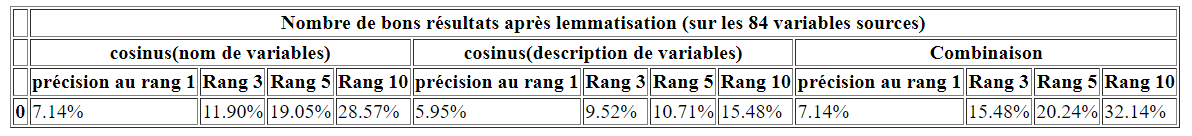 Nombre de bons résultats après lemmatisation (sur les 84 variables sources)
cosinus(nom de variables) cosinus(description de variables) Combinaison
précision au rang 1 Rang 3 Rang 5 Rang 10 précision au rang 1 Rang 3 Rang 5 Rang 10 précision au rang 1 Rang 3 Rang 5 Rang 10
0 7.14% 11.90% 19.05% 28.57% 5.95% 9.52% 10.71% 15.48% 7.14% 15.48% 20.24% 32.14%